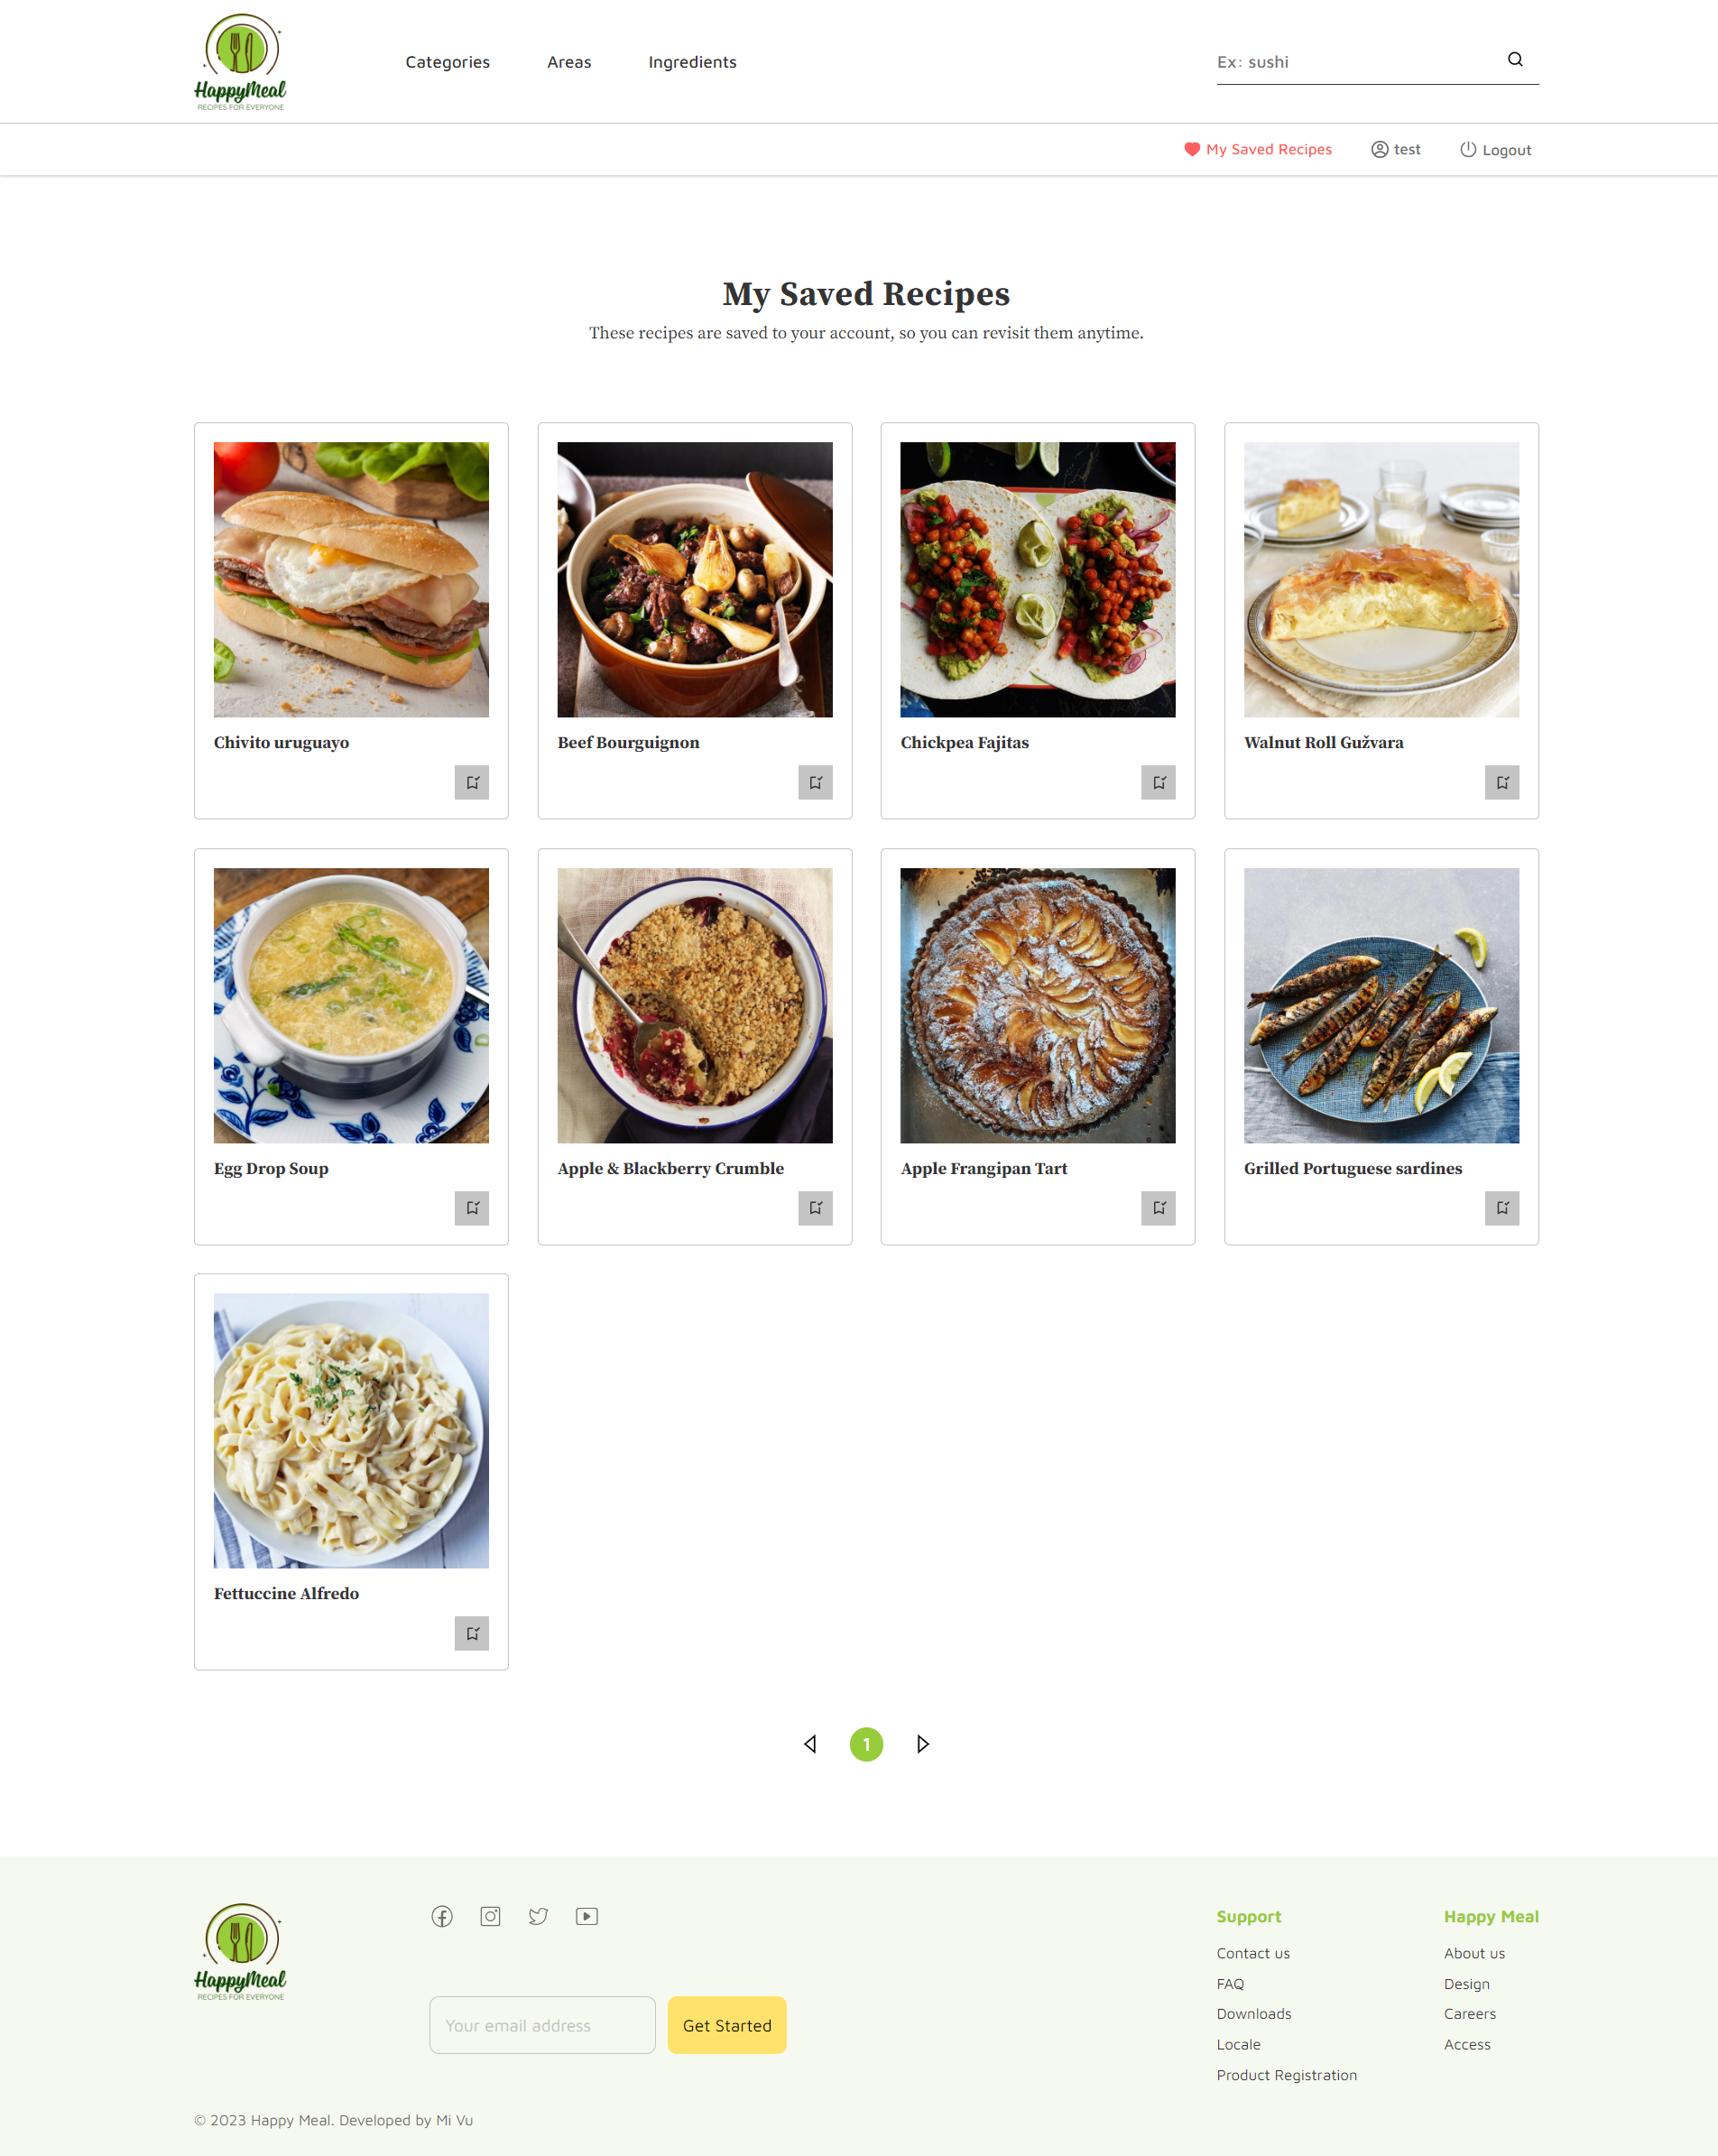 HappyMeal
RECIPES FOR EVERYONE
Categories
Areas
Ingredients
Ex: sushi
My Saved Recipes
test
Logout
My Saved Recipes
These recipes are saved to your account, so you can revisit them anytime.
Chivito uruguayo
Beef Bourguignon
Chickpea Fajitas
Walnut Roll Gužvara
Egg Drop Soup
Apple & Blackberry Crumble
Apple Frangipan Tart
Grilled Portuguese sardines
Fettuccine Alfredo
1
HappyMeal
RECIPES FOR EVERYONE
Your email address
Get Started
Support
Contact us
FAQ
Downloads
Locale
Product Registration
Happy Meal
About us
Design
Careers
Access
© 2023 Happy Meal. Developed by Mi Vu